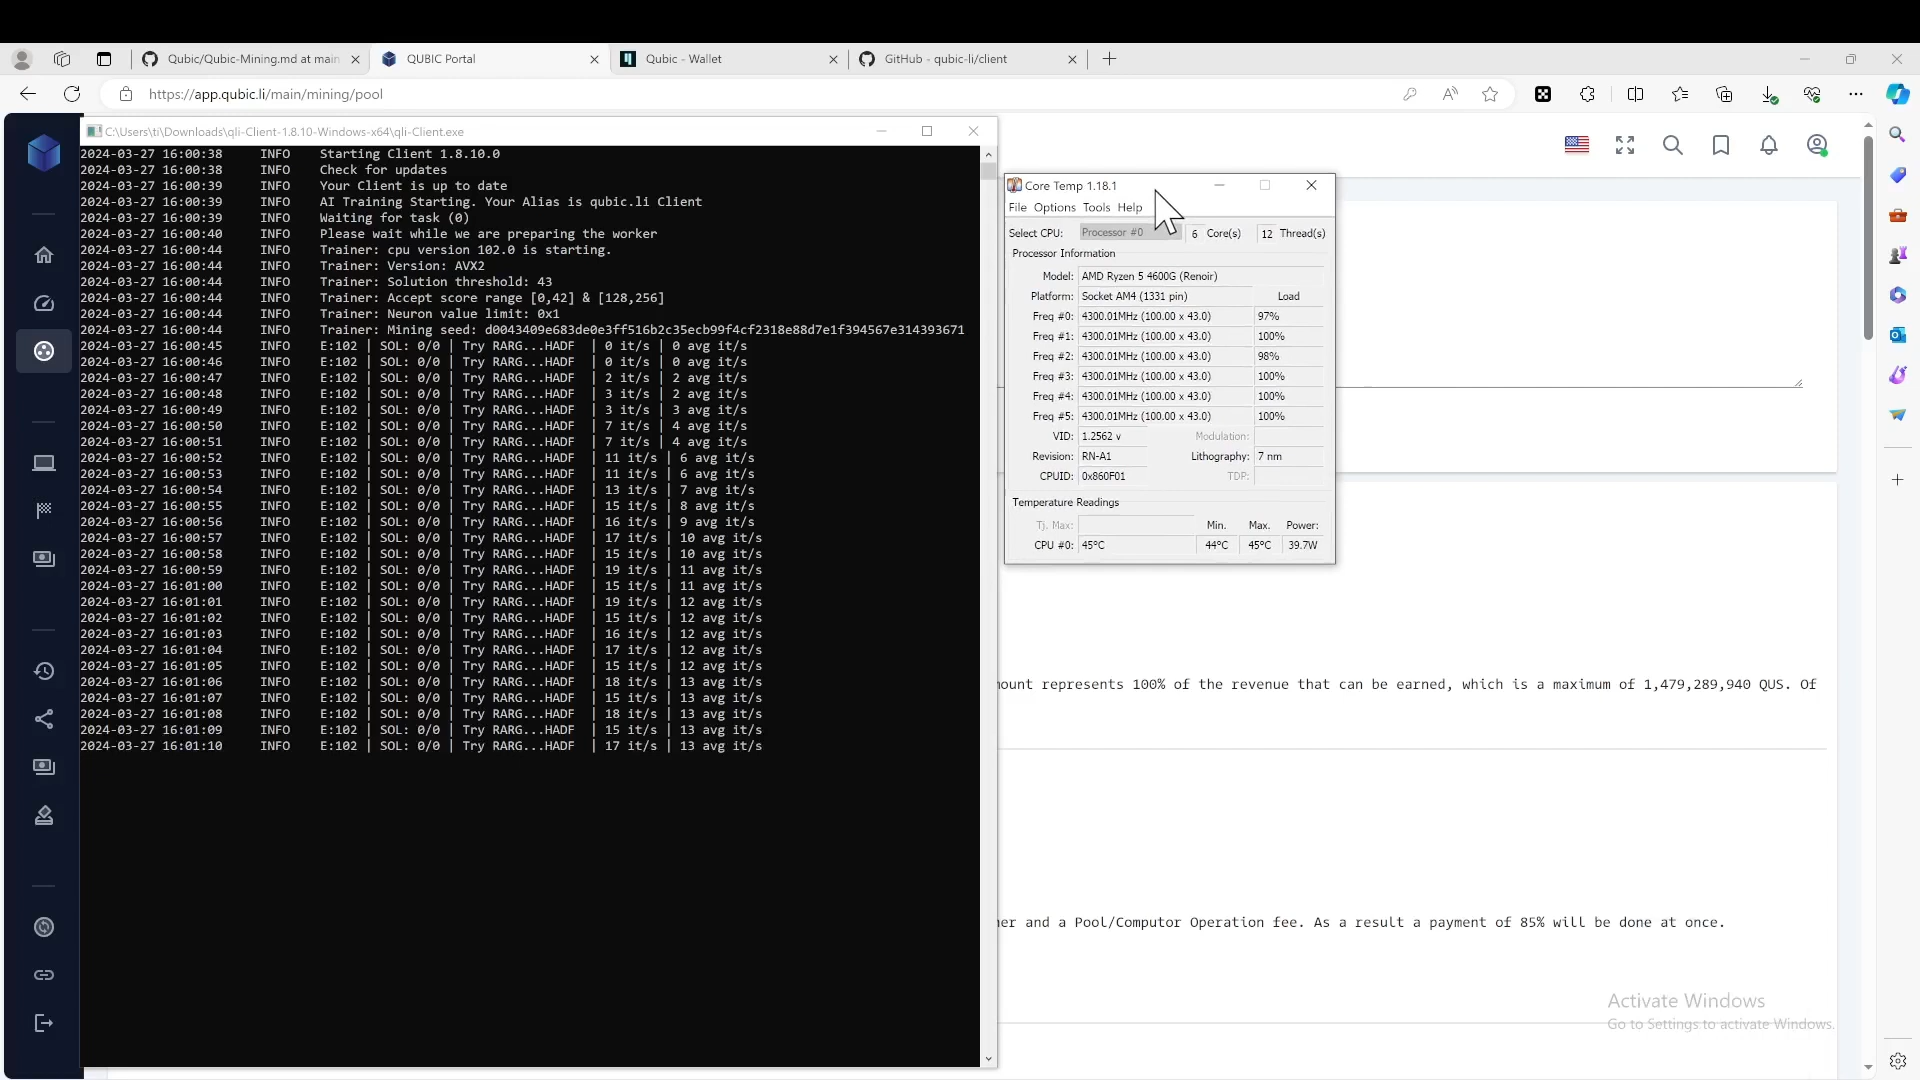 Qubic/Qubic-Mining.md at main
QUBIC Portal
Qubic - Wallet
GitHub - qubic-li/client
https://app.qubic.li/main/mining/pool
C:\Users\ti\Downloads\qli-Client-1.8.10-Windows-x64\qli-Client.exe
2024-03-27 16:00:38 INFO Starting Client 1.8.10.0
2024-03-27 16:00:38 INFO Check for updates
2024-03-27 16:00:39 INFO Your Client is up to date
2024-03-27 16:00:39 INFO AI Training Starting. Your Alias is qubic.li Client
2024-03-27 16:00:39 INFO Waiting for task (0)
2024-03-27 16:00:40 INFO Please wait while we are preparing the worker
2024-03-27 16:00:44 INFO Trainer: cpu version 102.0 is starting.
2024-03-27 16:00:44 INFO Trainer: Version: AVX2
2024-03-27 16:00:44 INFO Trainer: Solution threshold: 43
2024-03-27 16:00:44 INFO Trainer: Accept score range [0,42] & [128,256]
2024-03-27 16:00:44 INFO Trainer: Neuron value limit: 0x1
2024-03-27 16:00:44 INFO Trainer: Mining seed: d0043409e683de0e3ff516b2c35ecb99f4cf2318e88d7e1f394567e314393671
2024-03-27 16:00:45 INFO E:102 | SOL: 0/0 | Try RARG...HADF | 0 it/s | 0 avg it/s
2024-03-27 16:00:46 INFO E:102 | SOL: 0/0 | Try RARG...HADF | 0 it/s | 0 avg it/s
2024-03-27 16:00:47 INFO E:102 | SOL: 0/0 | Try RARG...HADF | 2 it/s | 2 avg it/s
2024-03-27 16:00:48 INFO E:102 | SOL: 0/0 | Try RARG...HADF | 3 it/s | 2 avg it/s
2024-03-27 16:00:49 INFO E:102 | SOL: 0/0 | Try RARG...HADF | 3 it/s | 3 avg it/s
2024-03-27 16:00:50 INFO E:102 | SOL: 0/0 | Try RARG...HADF | 7 it/s | 4 avg it/s
2024-03-27 16:00:51 INFO E:102 | SOL: 0/0 | Try RARG...HADF | 7 it/s | 4 avg it/s
2024-03-27 16:00:52 INFO E:102 | SOL: 0/0 | Try RARG...HADF | 11 it/s | 6 avg it/s
2024-03-27 16:00:53 INFO E:102 | SOL: 0/0 | Try RARG...HADF | 11 it/s | 6 avg it/s
2024-03-27 16:00:54 INFO E:102 | SOL: 0/0 | Try RARG...HADF | 13 it/s | 7 avg it/s
2024-03-27 16:00:55 INFO E:102 | SOL: 0/0 | Try RARG...HADF | 15 it/s | 8 avg it/s
2024-03-27 16:00:56 INFO E:102 | SOL: 0/0 | Try RARG...HADF | 16 it/s | 9 avg it/s
2024-03-27 16:00:57 INFO E:102 | SOL: 0/0 | Try RARG...HADF | 17 it/s | 10 avg it/s
2024-03-27 16:00:58 INFO E:102 | SOL: 0/0 | Try RARG...HADF | 15 it/s | 10 avg it/s
2024-03-27 16:00:59 INFO E:102 | SOL: 0/0 | Try RARG...HADF | 19 it/s | 11 avg it/s
2024-03-27 16:01:00 INFO E:102 | SOL: 0/0 | Try RARG...HADF | 15 it/s | 11 avg it/s
2024-03-27 16:01:01 INFO E:102 | SOL: 0/0 | Try RARG...HADF | 19 it/s | 12 avg it/s
2024-03-27 16:01:02 INFO E:102 | SOL: 0/0 | Try RARG...HADF | 15 it/s | 12 avg it/s
2024-03-27 16:01:03 INFO E:102 | SOL: 0/0 | Try RARG...HADF | 16 it/s | 12 avg it/s
2024-03-27 16:01:04 INFO E:102 | SOL: 0/0 | Try RARG...HADF | 17 it/s | 12 avg it/s
2024-03-27 16:01:05 INFO E:102 | SOL: 0/0 | Try RARG...HADF | 15 it/s | 12 avg it/s
2024-03-27 16:01:06 INFO E:102 | SOL: 0/0 | Try RARG...HADF | 18 it/s | 13 avg it/s
2024-03-27 16:01:07 INFO E:102 | SOL: 0/0 | Try RARG...HADF | 15 it/s | 13 avg it/s
2024-03-27 16:01:08 INFO E:102 | SOL: 0/0 | Try RARG...HADF | 18 it/s | 13 avg it/s
2024-03-27 16:01:09 INFO E:102 | SOL: 0/0 | Try RARG...HADF | 15 it/s | 13 avg it/s
2024-03-27 16:01:10 INFO E:102 | SOL: 0/0 | Try RARG...HADF | 17 it/s | 13 avg it/s
Core Temp 1.18.1
File Options Tools Help
Select CPU: Processor #0 6 Core(s) 12 Thread(s)
Processor Information
Model: AMD Ryzen 5 4600G (Renoir)
Platform: Socket AM4 (1331 pin) Load
Freq #0: 4300.01MHz (100.00 x 43.0) 97%
Freq #1: 4300.01MHz (100.00 x 43.0) 100%
Freq #2: 4300.01MHz (100.00 x 43.0) 98%
Freq #3: 4300.01MHz (100.00 x 43.0) 100%
Freq #4: 4300.01MHz (100.00 x 43.0) 100%
Freq #5: 4300.01MHz (100.00 x 43.0) 100%
VID: 1.2562 v Modulation:
Revision: RN-A1 Lithography: 7 nm
CPUID: 0x860F01 TDP:
Temperature Readings
Tj. Max: Min. Max. Power:
CPU #0: 45°C 44°C 45°C 39.7W
ount represents 100% of the revenue that can be earned, which is a maximum of 1,479,289,940 QUS. Of
er and a Pool/Computor Operation fee. As a result a payment of 85% will be done at once.
Activate Windows
Go to Settings to activate Windows.